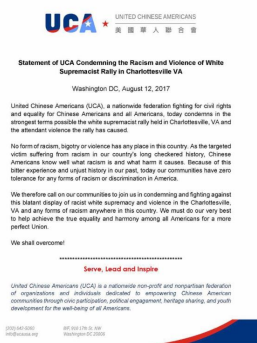 UCA
UNITED CHINESE AMERICANS
美國華人聯合會
Statement of UCA Condemning the Racism and Violence of White
Supremacist Rally in Charlottesville VA
Washington DC, August 12, 2017
United Chinese Americans (UCA), a nationwide federation fighting for civil rights
and equality for Chinese Americans and all Americans, today condemns in the
strongest terms possible the white supremacist rally held in Charlottesville, VA and
the attendant violence the rally has caused.
No form of racism, bigotry or violence has any place in this country. As the targeted
victim suffering from racism in our country's long checkered history, Chinese
Americans know well what racism is and what harm it causes. Because of this
bitter experience and unjust history in our past, today our communities have zero
tolerance for any forms of racism or discrimination in America.
We therefore call on our communities to join us in condemning and fighting against
this blatant display of racist white supremacy and violence in the Charlottesville,
VA and any forms of racism anywhere in this country. We must do our very best
to help achieve the true equality and harmony among all Americans for a more
perfect Union.
We shall overcome!
Serve, Lead and Inspire
United Chinese Americans (UCA) is a nationwide non-profit and nonpartisan federation
of organizations and individuals dedicated to empowering Chinese American
communities through civic participation, political engagement, heritage sharing, and youth
development for the well-being of all Americans.
Washington DC 20006